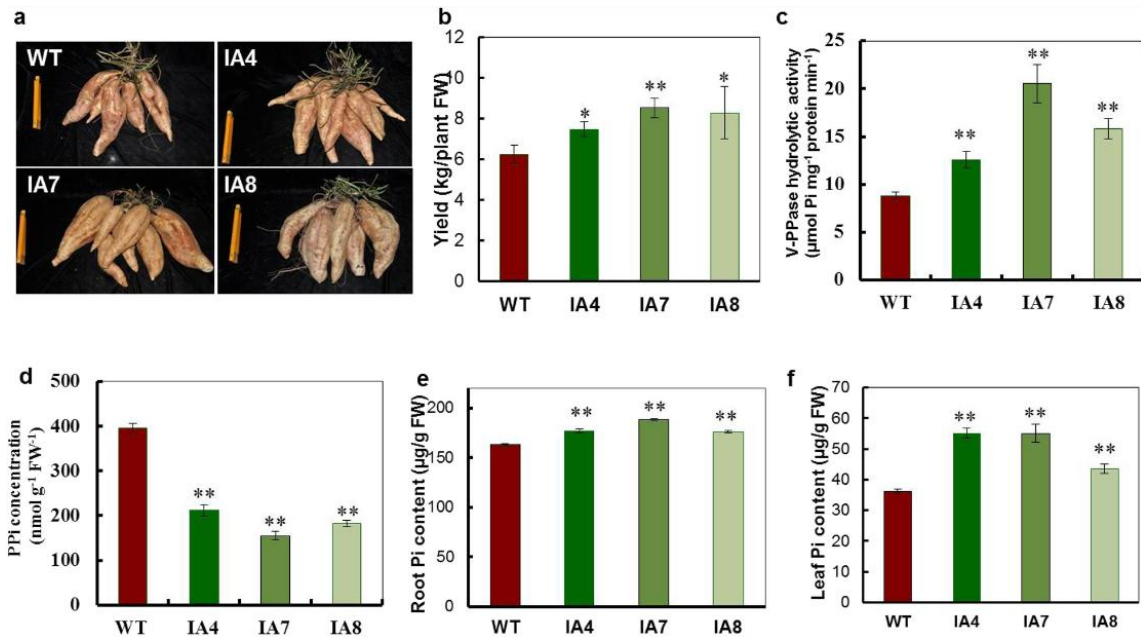 a
WT
IA4
IA7
IA8
b
Yield (kg/plant FW)
12
10
8
6
4
2
0
*
**
*
WT IA4 IA7 IA8
c
V-PPase hydrolytic activity
(µmol Pi mg⁻¹ protein min⁻¹)
25
20
15
10
5
0
**
**
**
WT IA4 IA7 IA8
d
PPi concentration
(nmol g⁻¹ FW⁻¹)
500
400
300
200
100
0
**
**
**
WT IA4 IA7 IA8
e
Root Pi content (µg/g FW)
200
150
100
50
0
**
**
**
WT IA4 IA7 IA8
f
Leaf Pi content (µg/g FW)
70
60
50
40
30
20
10
0
**
**
**
WT IA4 IA7 IA8